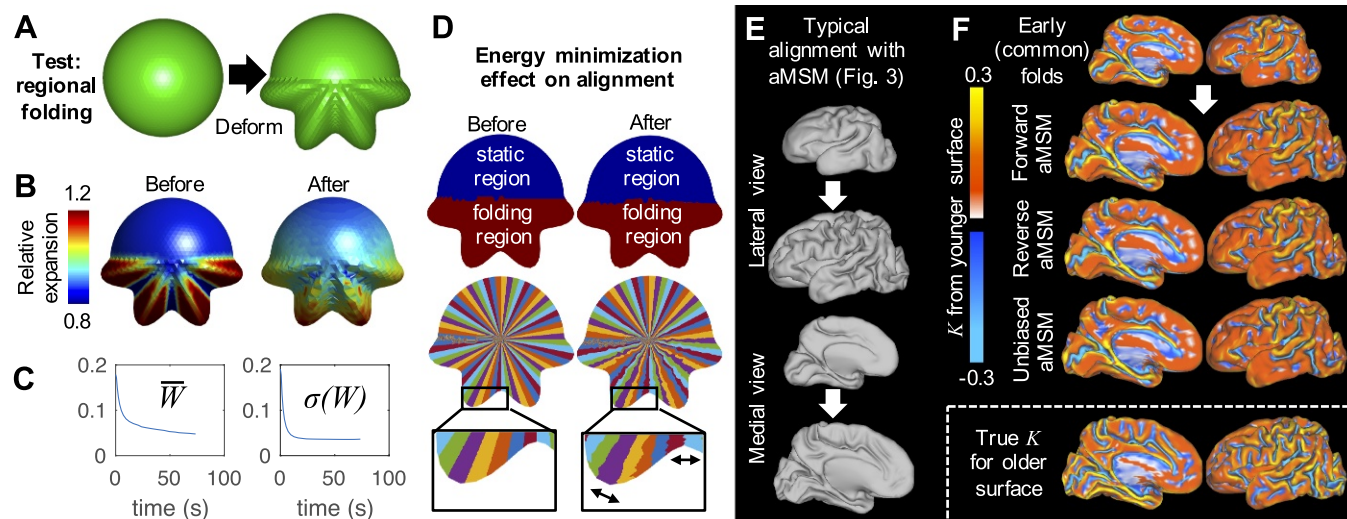 A
Test:
regional
folding
Deform
B
Before
After
1.2
Relative
expansion
0.8
C
0.2
0.1
0
W̅
0
50
100
time (s)
0.2
0.1
0
σ(W)
0
50
100
time (s)
D
Energy minimization
effect on alignment
Before
After
static
region
folding
region
static
region
folding
region
E
Typical
alignment with
aMSM (Fig. 3)
Lateral view
Medial view
F
Early
(common)
folds
0.3
K from younger surface
-0.3
Forward
aMSM
Reverse
aMSM
Unbiased
aMSM
True K
for older
surface